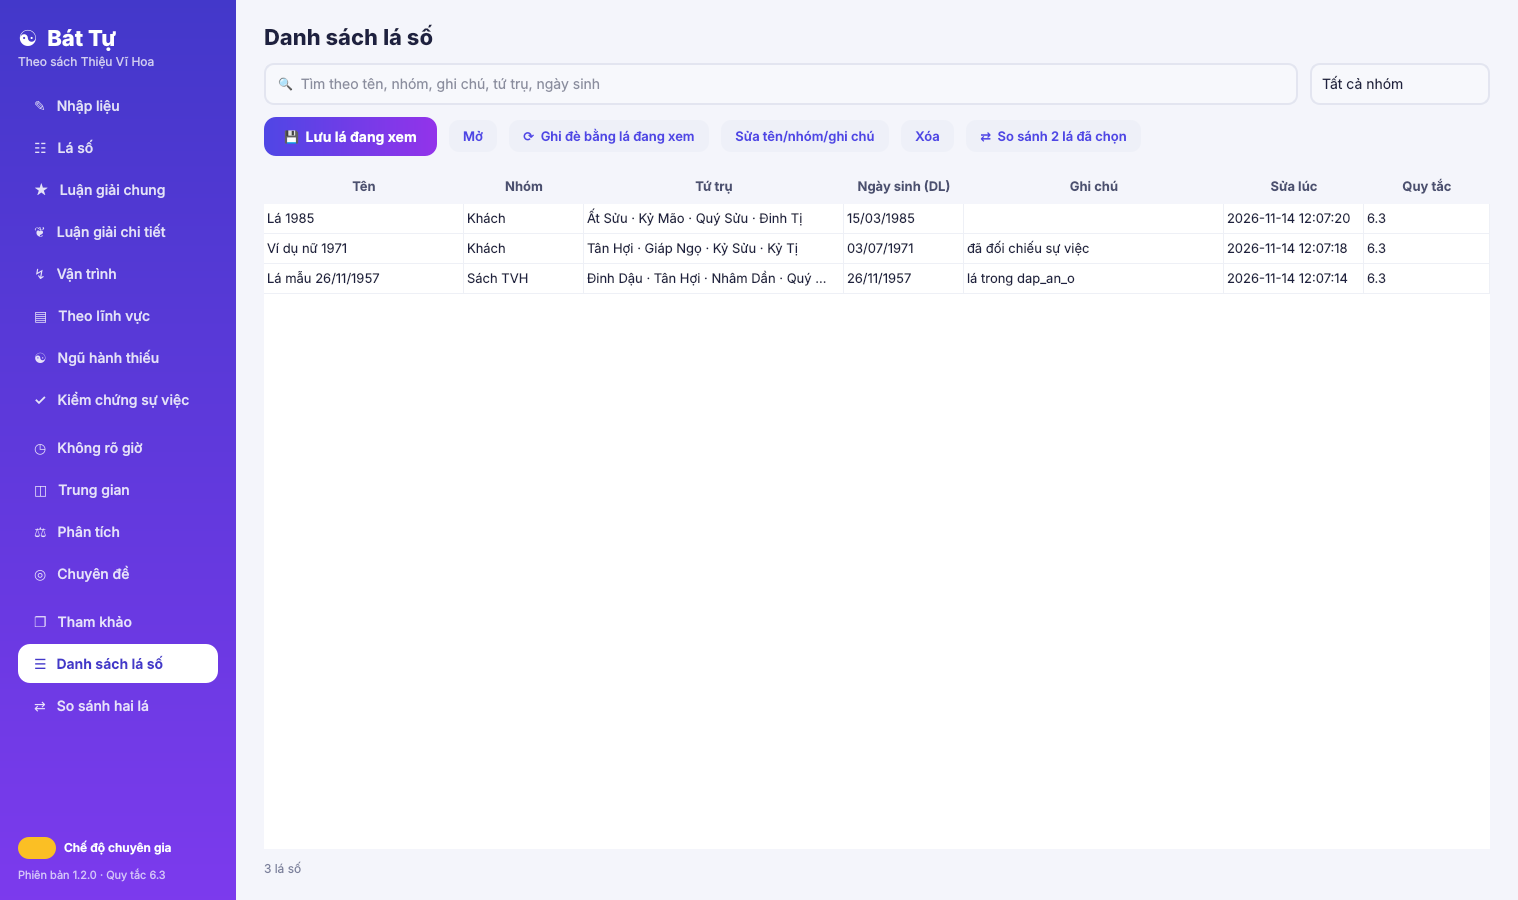 ☯ Bát Tự
Theo sách Thiệu Vĩ Hoa
Nhập liệu
Lá số
Luận giải chung
Luận giải chi tiết
Vận trình
Theo lĩnh vực
Ngũ hành thiếu
Kiểm chứng sự việc
Không rõ giờ
Trung gian
Phân tích
Chuyên đề
Tham khảo
Danh sách lá số
So sánh hai lá
Chế độ chuyên gia
Phiên bản 1.2.0 · Quy tắc 6.3
Danh sách lá số
Tìm theo tên, nhóm, ghi chú, tứ trụ, ngày sinh
Tất cả nhóm
Lưu lá đang xem Mở Ghi đè bằng lá đang xem Sửa tên/nhóm/ghi chú Xóa So sánh 2 lá đã chọn
Tên Nhóm Tứ trụ Ngày sinh (DL) Ghi chú Sửa lúc Quy tắc
Lá 1985 Khách Ất Sửu · Kỷ Mão · Quý Sửu · Đinh Tị 15/03/1985 2026-11-14 12:07:20 6.3
Ví dụ nữ 1971 Khách Tân Hợi · Giáp Ngọ · Kỷ Sửu · Kỷ Tị 03/07/1971 đã đối chiếu sự việc 2026-11-14 12:07:18 6.3
Lá mẫu 26/11/1957 Sách TVH Đinh Dậu · Tân Hợi · Nhâm Dần · Quý ... 26/11/1957 lá trong dap_an_o 2026-11-14 12:07:14 6.3
3 lá số